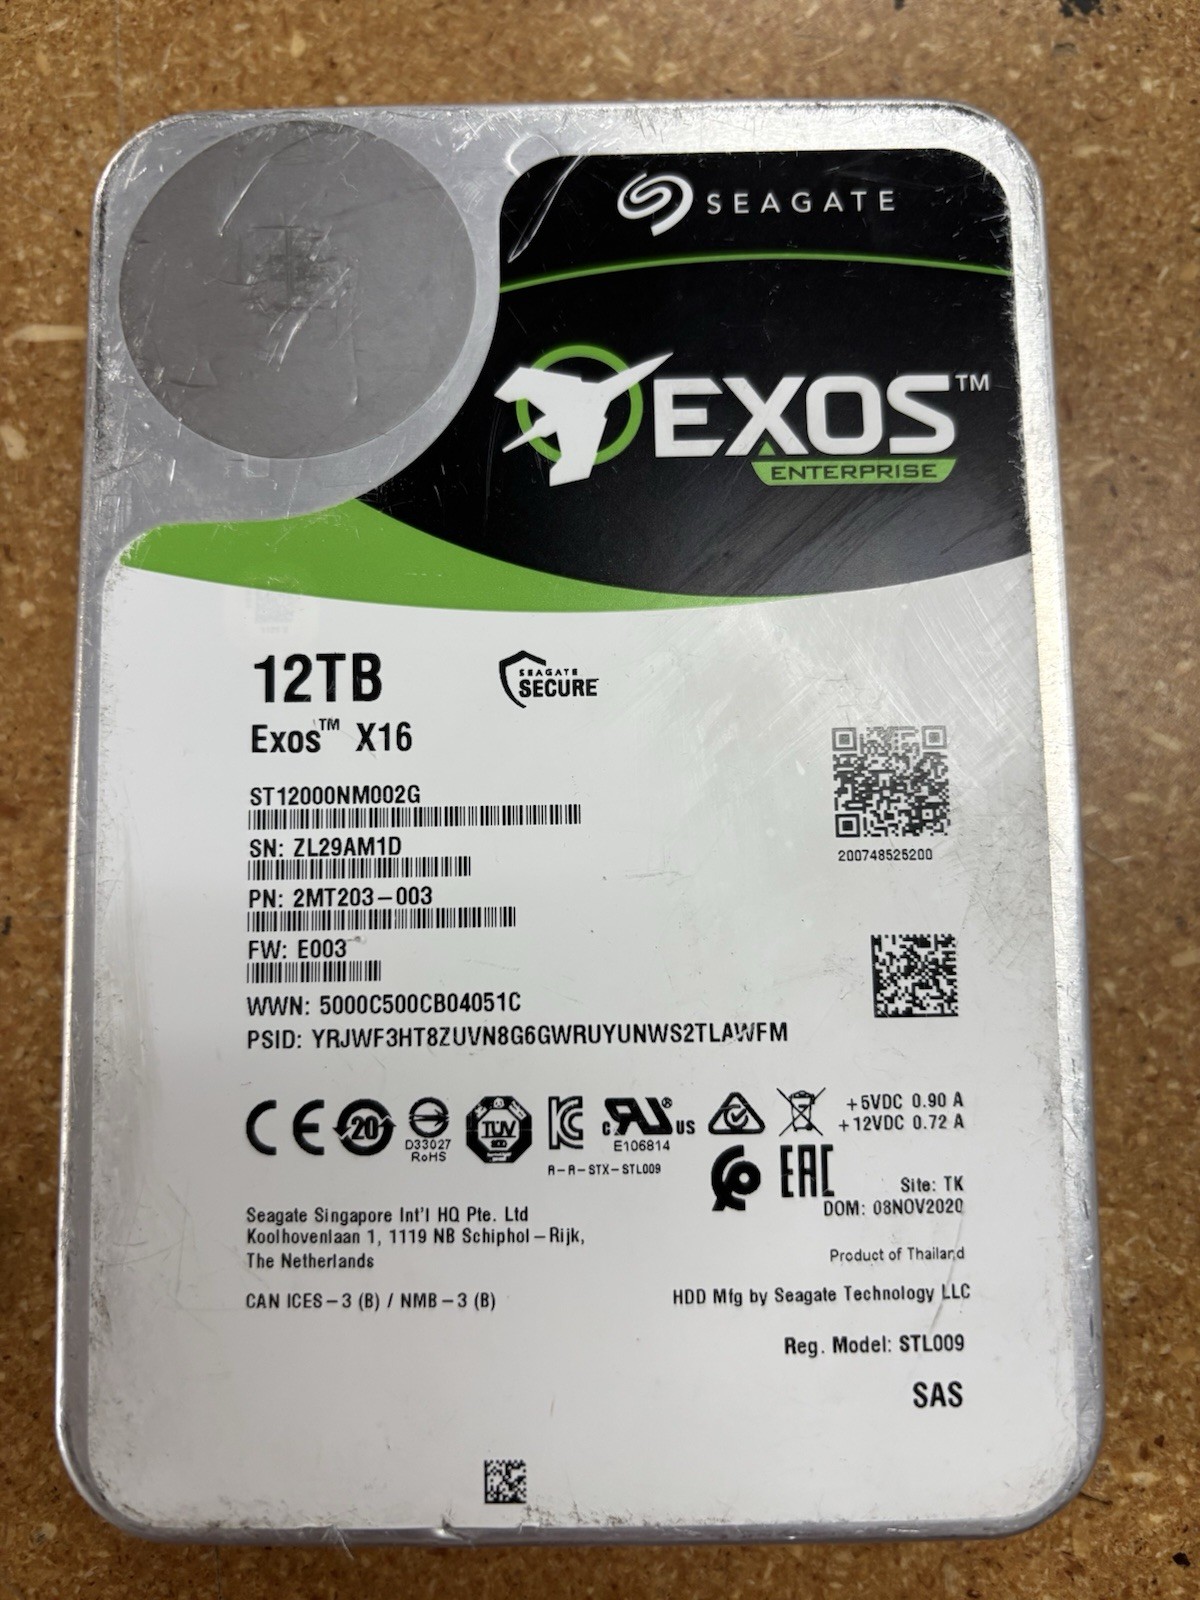 SEAGATE
EXOS™
ENTERPRISE
12TB
SEAGATE
SECURE
Exos™ X16
ST12000NM002G
SN: ZL29AM1D
PN: 2MT203-003
FW: E003
WWN: 5000C500CB04051C
PSID: YRJWF3HT8ZUVN8G6GWRUYUNWS2TLAWFM
200748525200
CE
20
D33027
RoHS
TÜV
c RU® US
E106814
R-R-STX-STL009
EAC
+5VDC 0.90 A
+12VDC 0.72 A
Site: TK
DOM: 08NOV2020
Seagate Singapore Int'l HQ Pte. Ltd
Koolhovenlaan 1, 1119 NB Schiphol-Rijk,
The Netherlands
Product of Thailand
CAN ICES-3 (B) / NMB-3 (B)
HDD Mfg by Seagate Technology LLC
Reg. Model: STL009
SAS